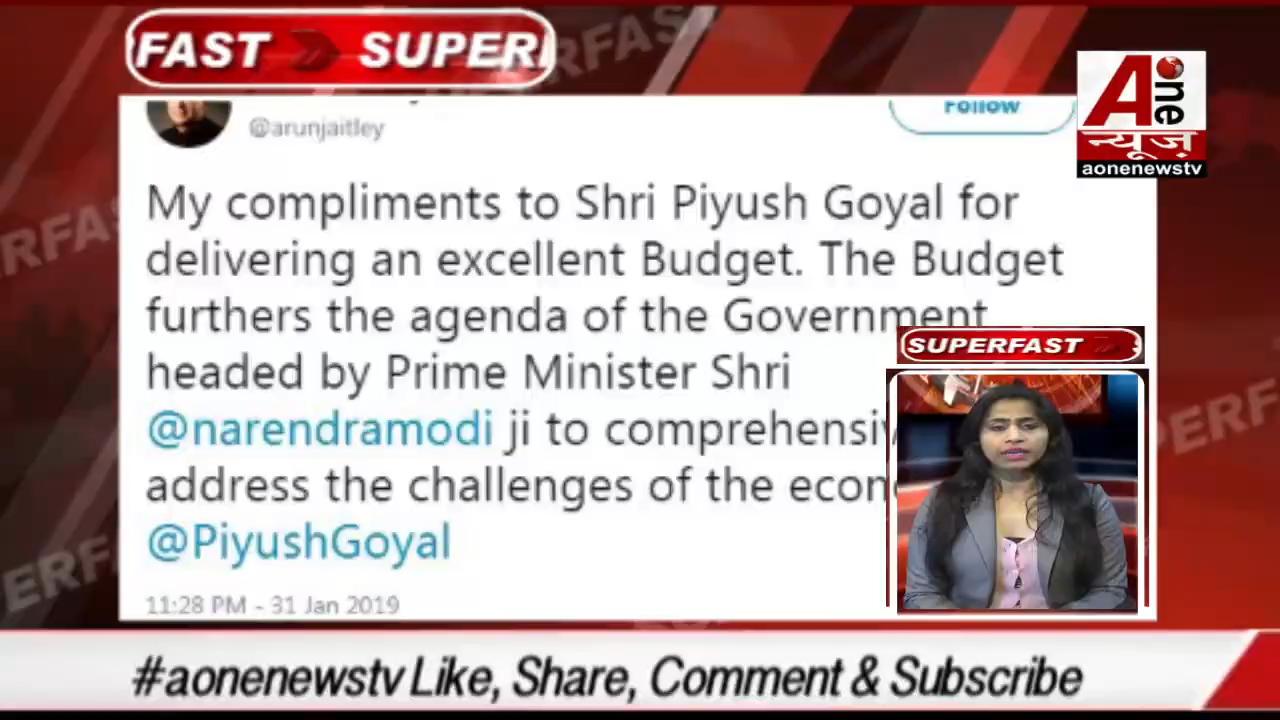 FAST SUPER
@arunjaitley
Follow
My compliments to Shri Piyush Goyal for
delivering an excellent Budget. The Budget
furthers the agenda of the Government
headed by Prime Minister Shri
@narendramodi ji to comprehensiv
address the challenges of the econ
@PiyushGoyal
11:28 PM - 31 Jan 2019
A one
न्यूज़
aonenewstv
SUPERFAST
#aonenewstv Like, Share, Comment & Subscribe